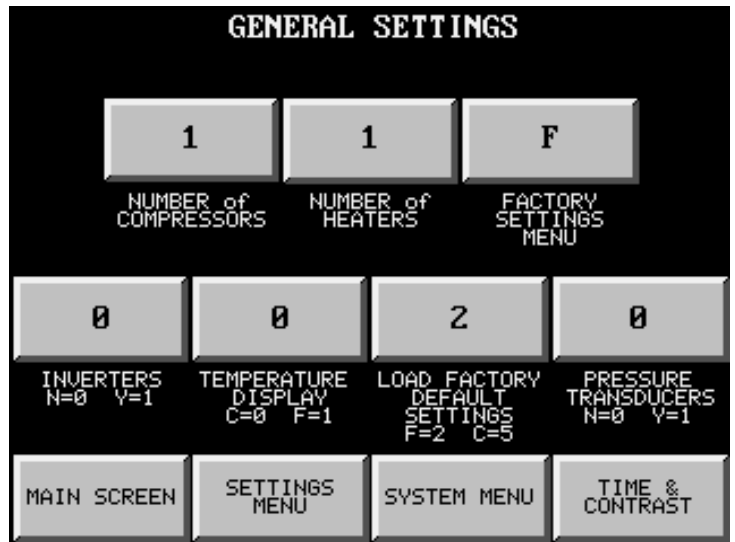 GENERAL SETTINGS
1
1
F
NUMBER of
COMPRESSORS
NUMBER of
HEATERS
FACTORY
SETTINGS
MENU
0
0
2
0
INVERTERS
N=0 Y=1
TEMPERATURE
DISPLAY
C=0 F=1
LOAD FACTORY
DEFAULT
SETTINGS
F=2 C=5
PRESSURE
TRANSDUCERS
N=0 Y=1
MAIN SCREEN
SETTINGS
MENU
SYSTEM MENU
TIME &
CONTRAST